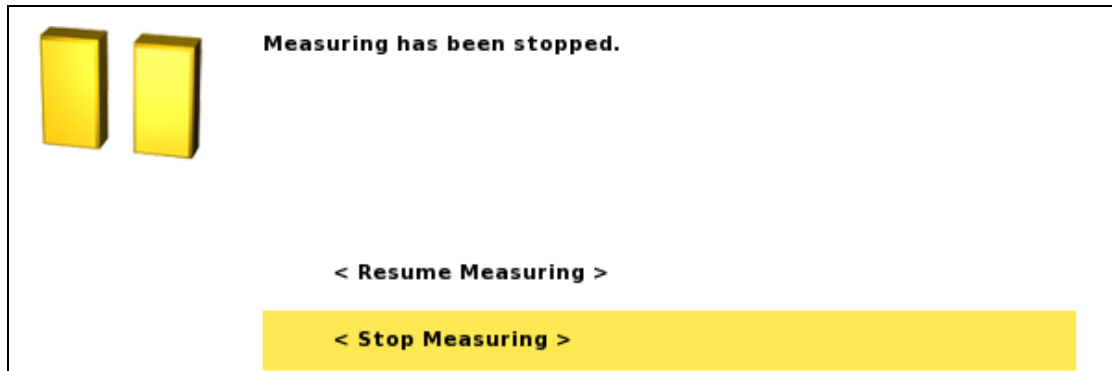 Measuring has been stopped.
< Resume Measuring >
< Stop Measuring >